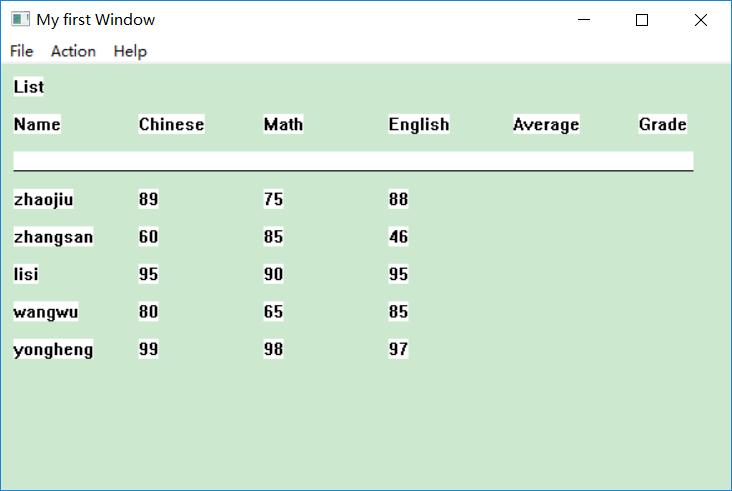 My first Window
File Action Help
List
Name Chinese Math English Average Grade
zhaojiu 89 75 88
zhangsan 60 85 46
lisi 95 90 95
wangwu 80 65 85
yongheng 99 98 97